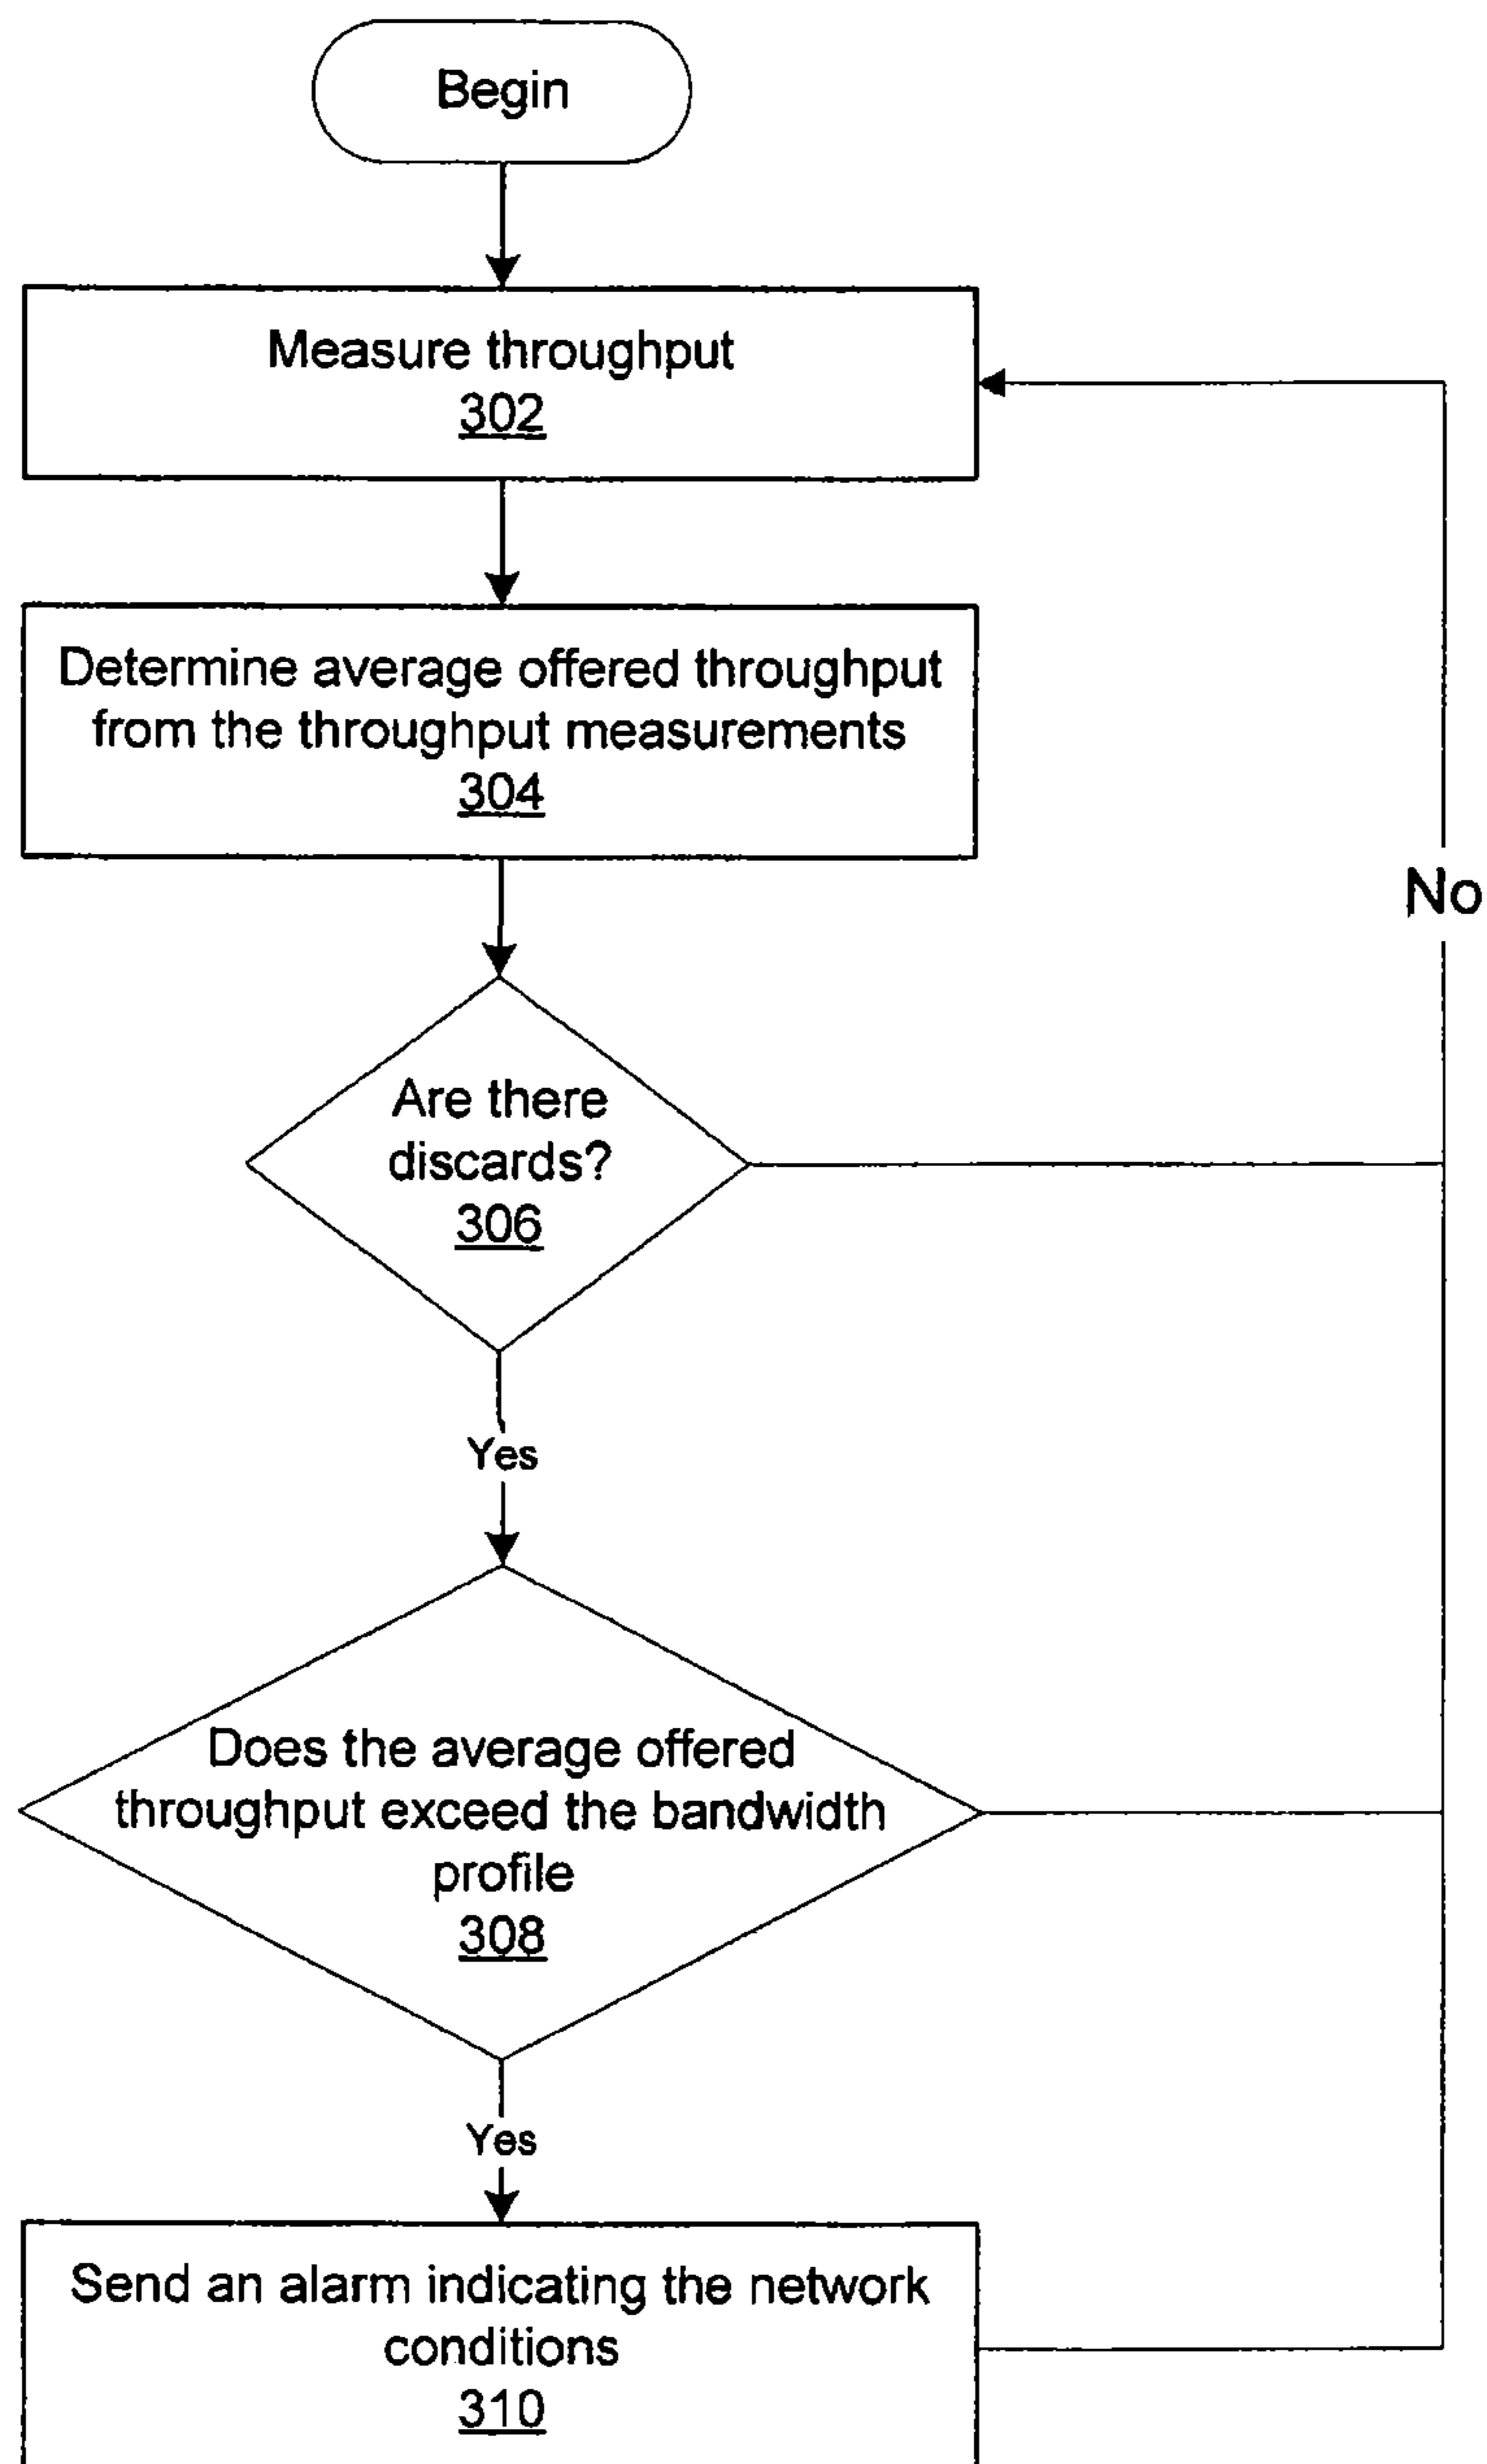 Begin
Measure throughput
302
Determine average offered throughput
from the throughput measurements
304
No
Are there
discards?
306
Yes
Does the average offered
throughput exceed the bandwidth
profile
308
Yes
Send an alarm indicating the network
conditions
310